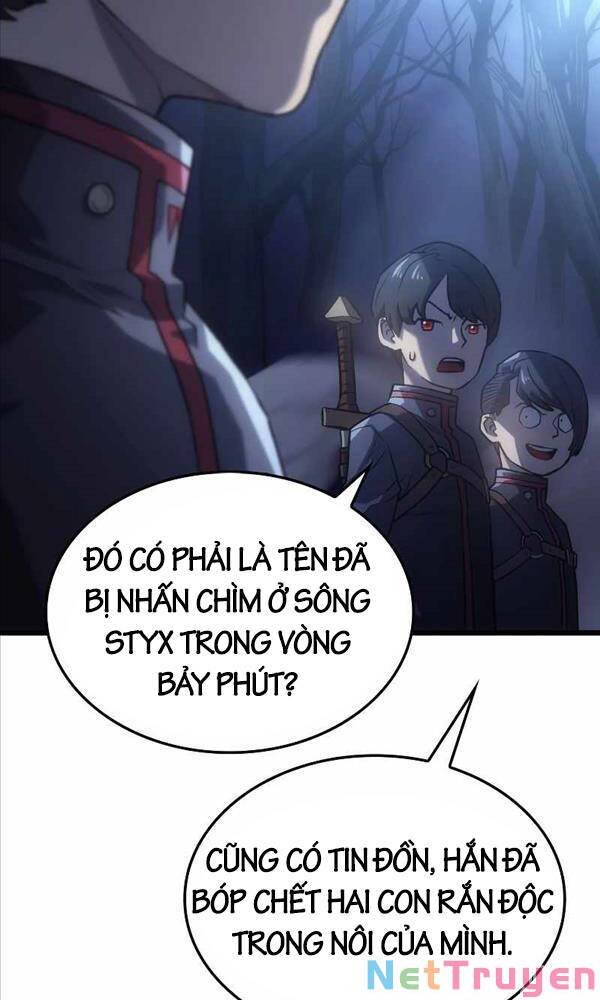 ĐÓ CÓ PHẢI LÀ TÊN ĐÃ
BỊ NHẤN CHÌM Ở SÔNG
STYX TRONG VÒNG
BẢY PHÚT?
CŨNG CÓ TIN ĐỒN, HẮN ĐÃ
BÓP CHẾT HAI CON RẮN ĐỘC
TRONG NÔI CỦA MÌNH.
NetTruyen